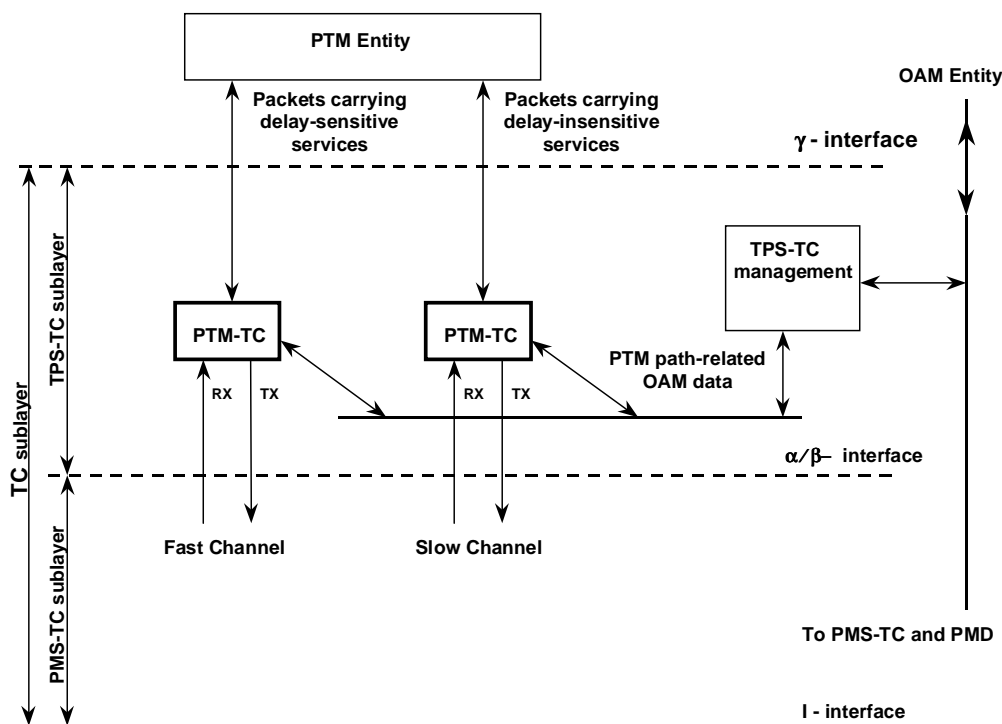 PTM Entity
OAM Entity
Packets carrying
delay-sensitive
services
Packets carrying
delay-insensitive
services
γ - interface
TPS-TC
management
PTM-TC
PTM-TC
PTM path-related
OAM data
RX
TX
RX
TX
α/β– interface
Fast Channel
Slow Channel
TC sublayer
TPS-TC sublayer
PMS-TC sublayer
To PMS-TC and PMD
I - interface